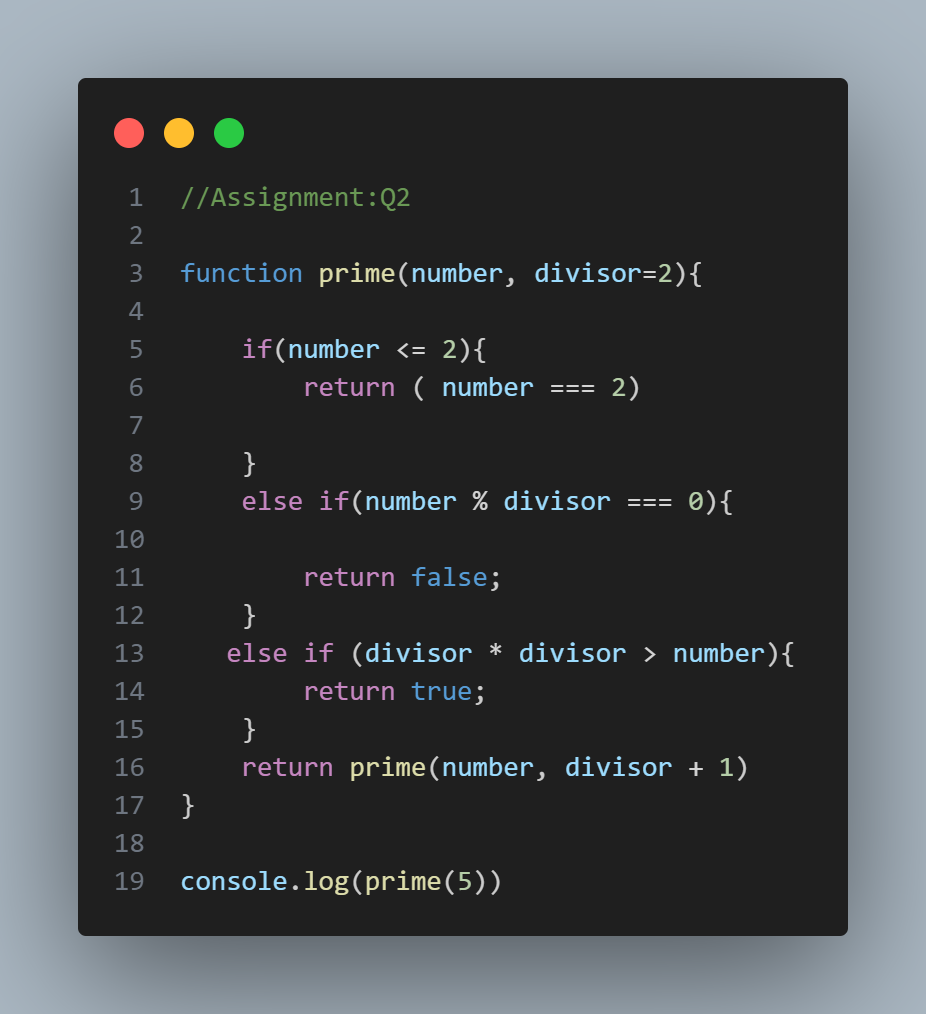 1 //Assignment:Q2
2
3 function prime(number, divisor=2){
4
5     if(number <= 2){
6         return ( number === 2)
7
8     }
9     else if(number % divisor === 0){
10
11         return false;
12     }
13    else if (divisor * divisor > number){
14         return true;
15     }
16     return prime(number, divisor + 1)
17 }
18
19 console.log(prime(5))